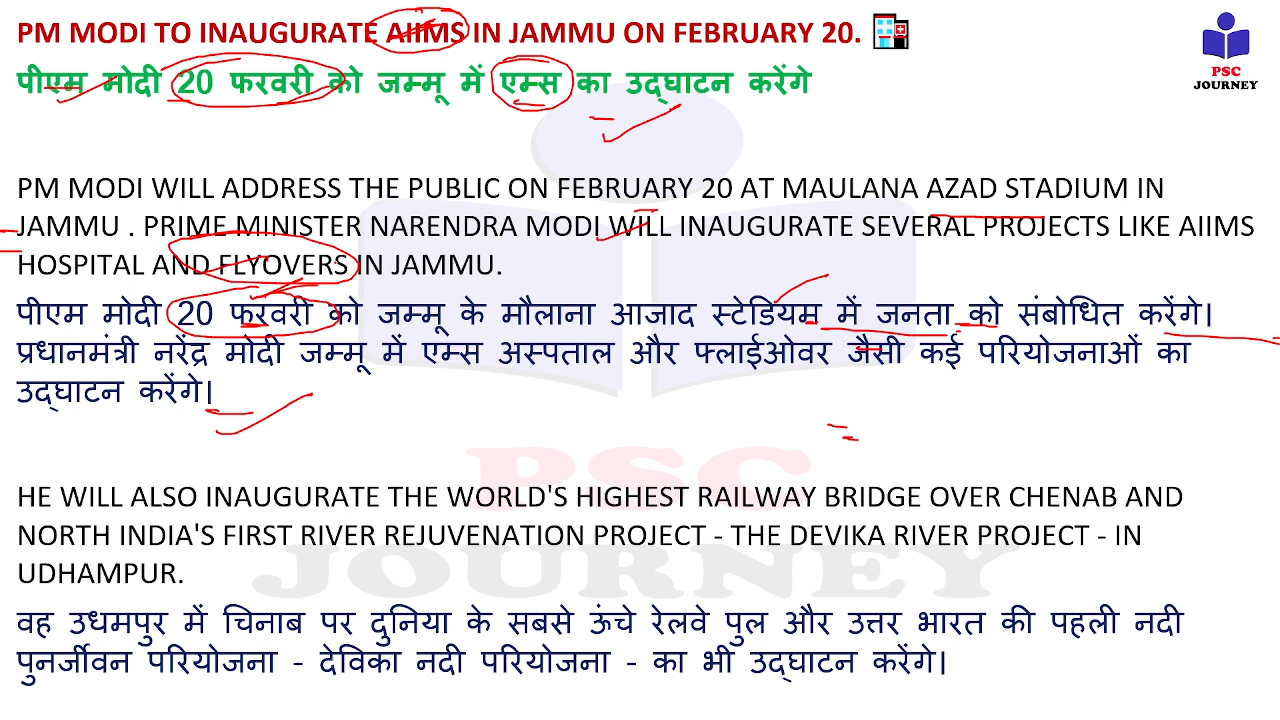 PM MODI TO INAUGURATE AIIMS IN JAMMU ON FEBRUARY 20.
PSC
JOURNEY
पीएम मोदी 20 फरवरी को जम्मू में एम्स का उद्घाटन करेंगे
PM MODI WILL ADDRESS THE PUBLIC ON FEBRUARY 20 AT MAULANA AZAD STADIUM IN
JAMMU . PRIME MINISTER NARENDRA MODI WILL INAUGURATE SEVERAL PROJECTS LIKE AIIMS
HOSPITAL AND FLYOVERS IN JAMMU.
पीएम मोदी 20 फरवरी को जम्मू के मौलाना आजाद स्टेडियम में जनता को संबोधित करेंगे।
प्रधानमंत्री नरेंद्र मोदी जम्मू में एम्स अस्पताल और फ्लाईओवर जैसी कई परियोजनाओं का
उद्घाटन करेंगे।
PSC
JOURNEY
HE WILL ALSO INAUGURATE THE WORLD'S HIGHEST RAILWAY BRIDGE OVER CHENAB AND
NORTH INDIA'S FIRST RIVER REJUVENATION PROJECT - THE DEVIKA RIVER PROJECT - IN
UDHAMPUR.
वह उधमपुर में चिनाब पर दुनिया के सबसे ऊंचे रेलवे पुल और उत्तर भारत की पहली नदी
पुनर्जीवन परियोजना - देविका नदी परियोजना - का भी उद्घाटन करेंगे।